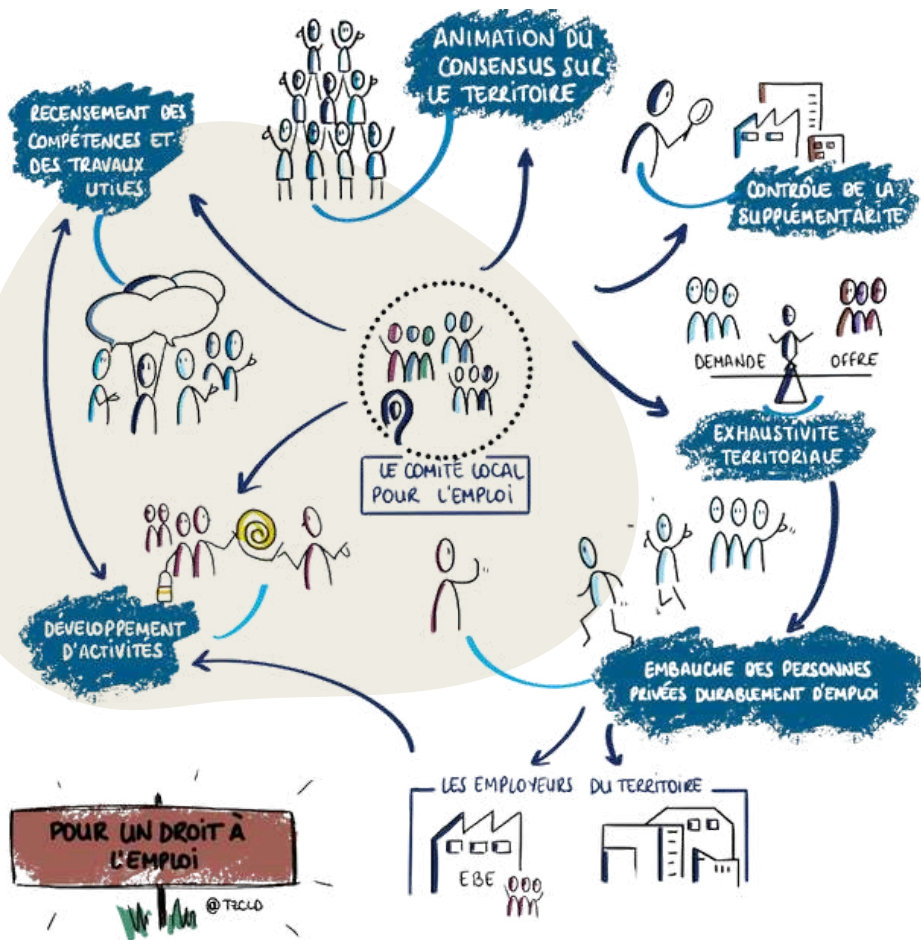 ANIMATION DU
CONSENSUS SUR
LE TERRITOIRE
RECENSEMENT DES
COMPÉTENCES ET
DES TRAVAUX
UTILES
CONTRÔLE DE LA
SUPPLÉMENTARITÉ
DEMANDE
OFFRE
EXHAUSTIVITE
TERRITORIALE
LE COMITÉ LOCAL
POUR L'EMPLOI
DÉVELOPPEMENT
D'ACTIVITÉS
EMBAUCHE DES PERSONNES
PRIVÉES DURABLEMENT D'EMPLOI
LES EMPLOYEURS DU TERRITOIRE
EBE
POUR UN DROIT À
L'EMPLOI
@TZCLD